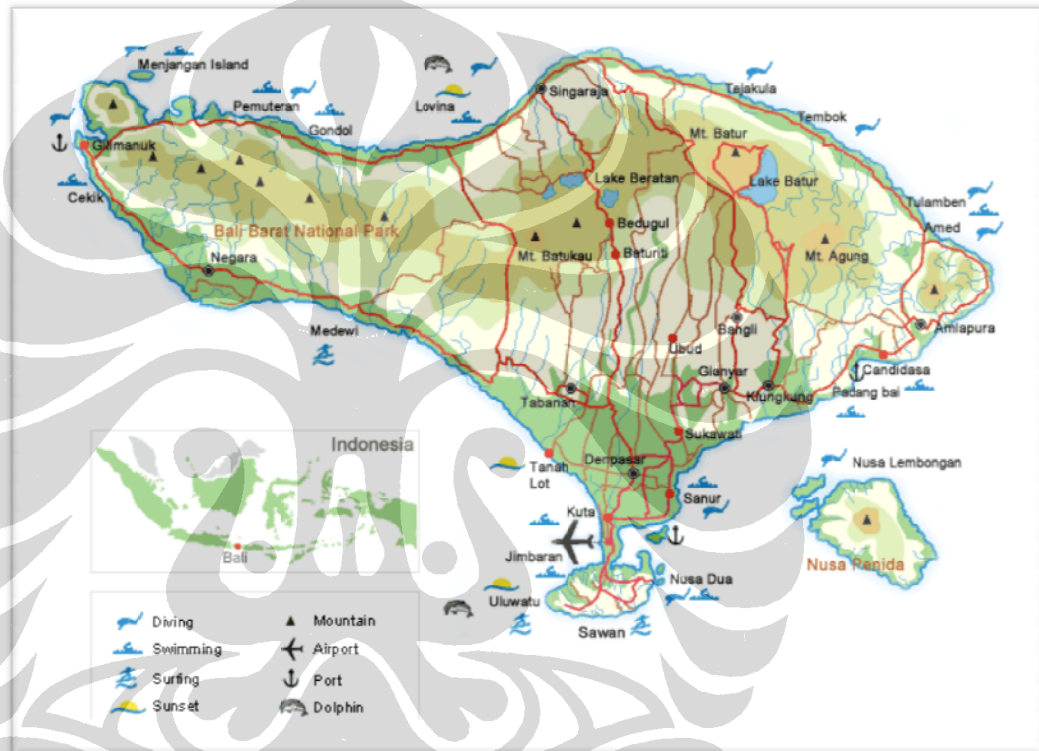 Menjangan Island
Pemuteran
Gondol
Lovina
Singaraja
Tejakula
Tembok
Mt. Batur
Gilimanuk
Cekik
Lake Beratan
Lake Batur
Tulamben
Amed
Bali Barat National Park
Bedugul
Mt. Batukau
Baturiti
Mt. Agung
Negara
Medewi
Bangli
Amlapura
Ubud
Candidasa
Gianyar
Klungkung
Padang bai
Tabanan
Sukawati
Indonesia
Bali
Denpasar
Tanah
Lot
Nusa Lembongan
Sanur
Kuta
Jimbaran
Nusa Penida
Nusa Dua
Uluwatu
Sawan
Diving
Mountain
Swimming
Airport
Surfing
Port
Sunset
Dolphin